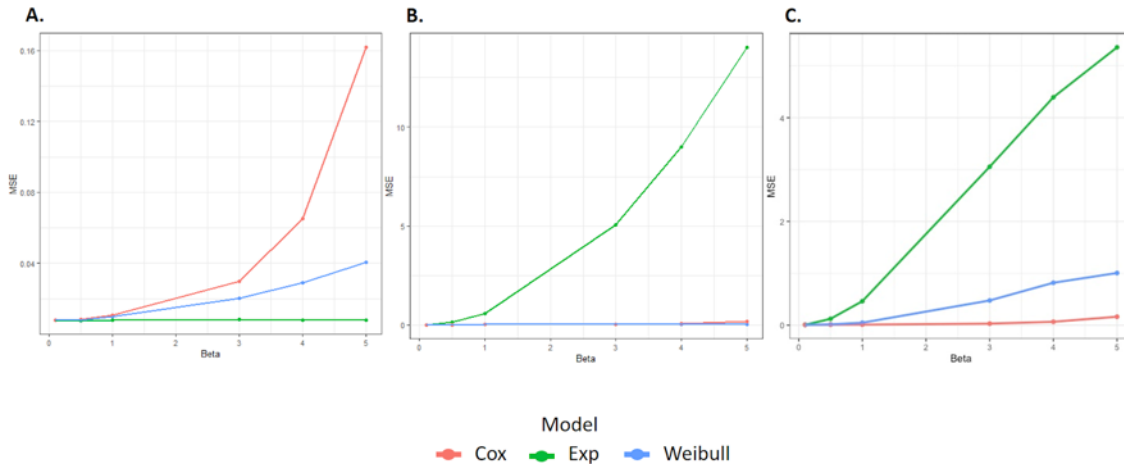 A.
B.
C.
0.16
0.12
0.08
0.04
MSE
0 1 2 3 4 5
Beta
10
5
0
MSE
0 1 2 3 4 5
Beta
4
2
0
MSE
0 1 2 3 4 5
Beta
Model
Cox Exp Weibull